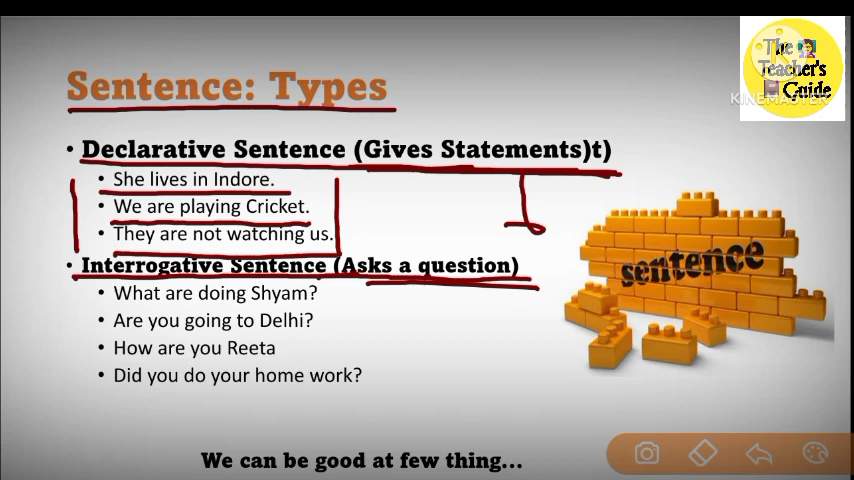 The
Teacher's
Guide
KINEMASTER
Sentence: Types
• Declarative Sentence (Gives Statements)t)
• She lives in Indore.
• We are playing Cricket.
• They are not watching us.
• Interrogative Sentence (Asks a question)
• What are doing Shyam?
• Are you going to Delhi?
• How are you Reeta
• Did you do your home work?
sentence
We can be good at few thing...